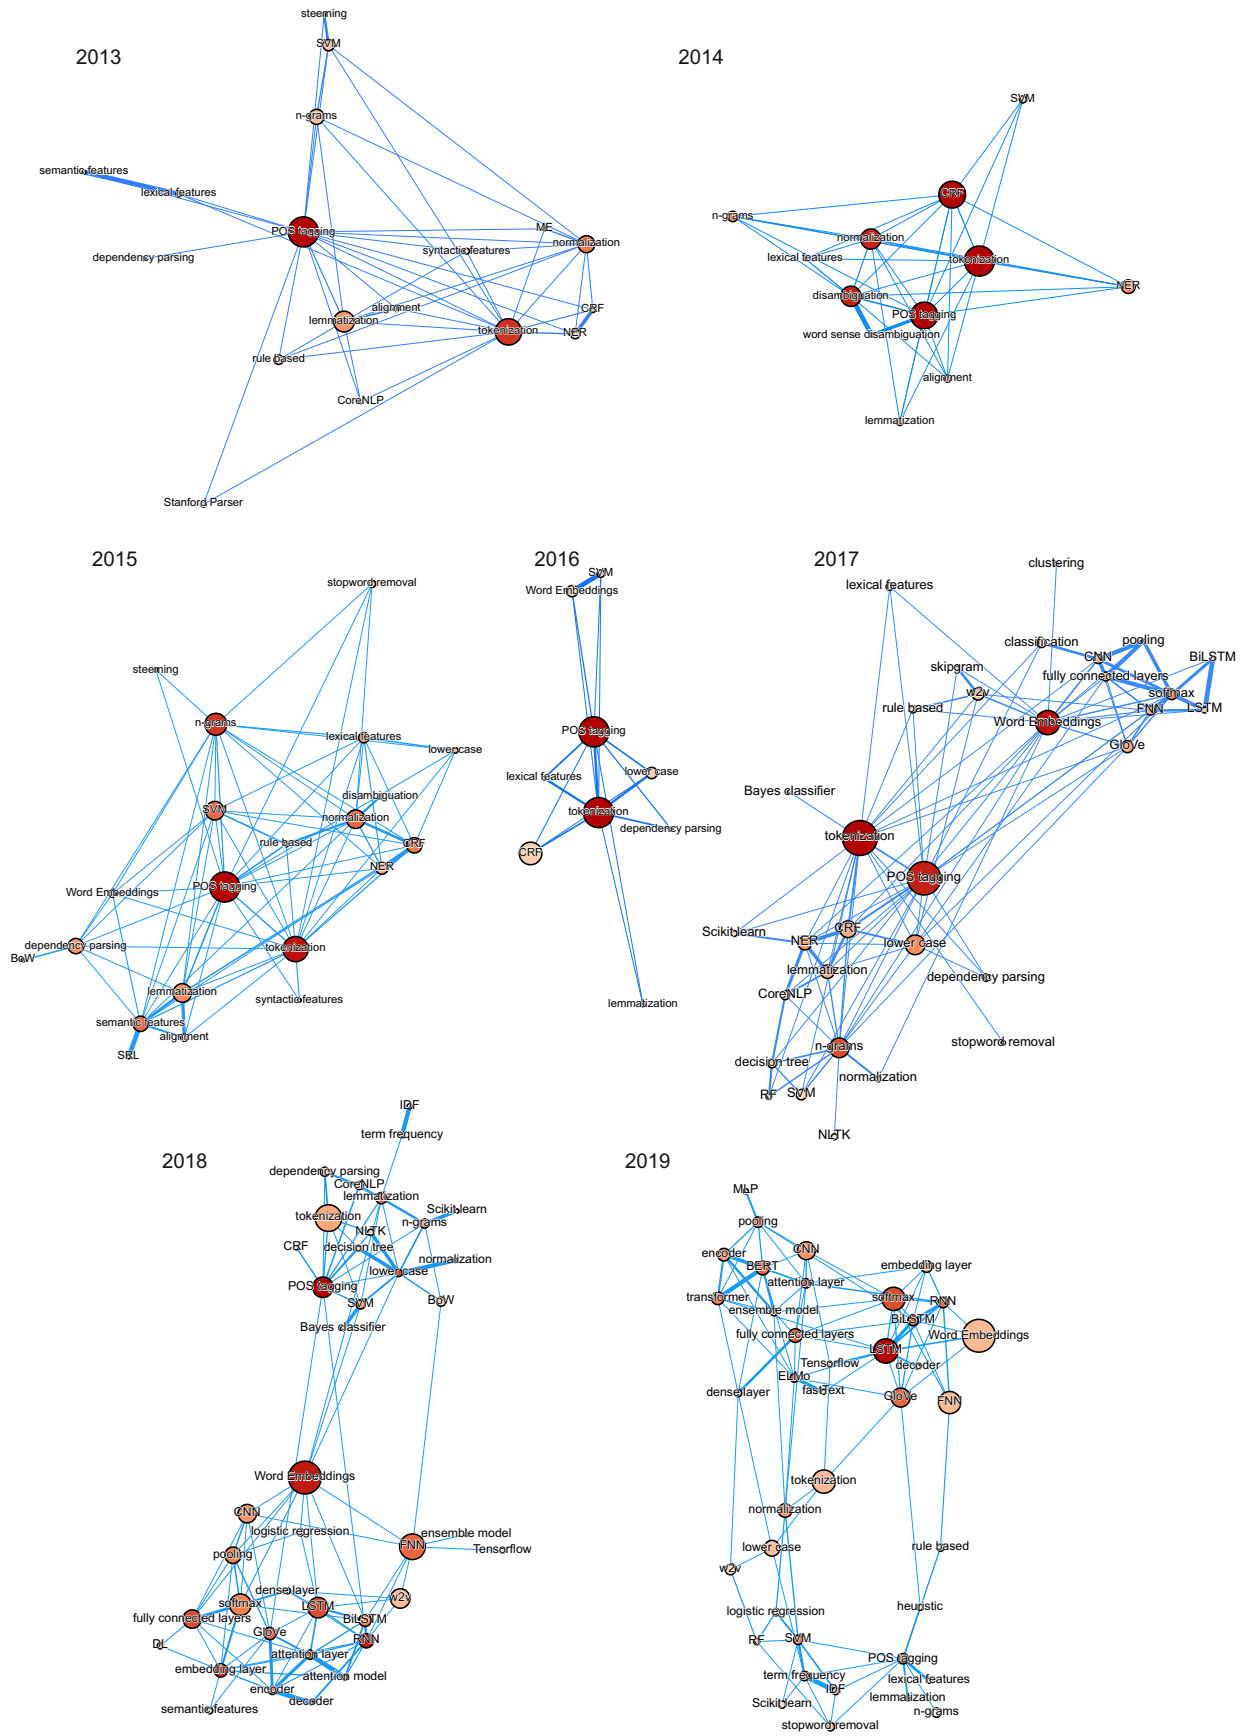 2013
steeming
SVM
n-grams
semantic features
lexical features
POS tagging
ME
normalization
syntactic features
dependency parsing
alignment
CRF
lemmatization
tokenization
NER
rule based
CoreNLP
Stanford Parser
2014
SVM
CRF
n-grams
normalization
lexical features
tokenization
disambiguation
NER
POS tagging
word sense disambiguation
alignment
lemmatization
2015
stopword removal
steeming
n-grams
lexical features
lower case
disambiguation
SVM
normalization
rule based
CRF
NER
Word Embeddings
POS tagging
dependency parsing
tokenization
BoW
lemmatization
syntactic features
semantic features
alignment
SRL
2016
SVM
Word Embeddings
POS tagging
lexical features
lower case
tokenization
dependency parsing
CRF
lemmatization
2017
clustering
lexical features
classification
pooling
CNN
BiLSTM
skipgram
fully connected layers
w2v
softmax
rule based
FNN
LSTM
Word Embeddings
GloVe
Bayes classifier
tokenization
POS tagging
Scikit-learn
CRF
NER
lower case
lemmatization
dependency parsing
CoreNLP
n-grams
stopword removal
decision tree
normalization
RF
SVM
NLTK
2018
IDF
term frequency
dependency parsing
CoreNLP
lemmatization
tokenization
Scikit-learn
n-grams
NLTK
CRF
decision tree
normalization
lower case
POS tagging
SVM
BoW
Bayes classifier
Word Embeddings
CNN
logistic regression
ensemble model
FNN
Tensorflow
pooling
dense layer
w2v
softmax
LSTM
fully connected layers
BiLSTM
GloVe
RNN
DL
attention layer
embedding layer
attention model
encoder
decoder
semantic features
2019
MLP
pooling
encoder
CNN
BERT
embedding layer
attention layer
transformer
softmax
RNN
ensemble model
BiLSTM
fully connected layers
Word Embeddings
LSTM
Tensorflow
decoder
ELMo
dense layer
fastText
GloVe
FNN
tokenization
normalization
lower case
rule based
w2v
logistic regression
heuristic
RF
SVM
POS tagging
term frequency
lexical features
IDF
Scikit-learn
lemmalization
n-grams
stopword removal